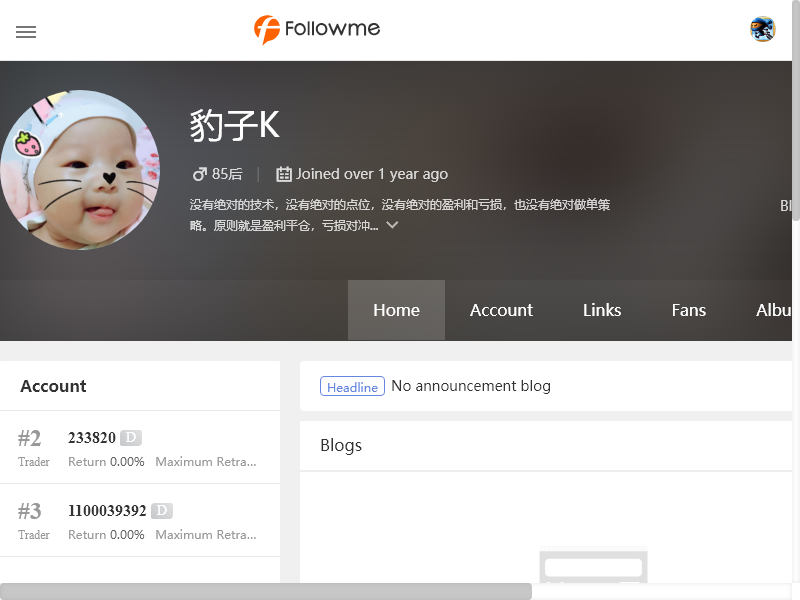 Followme
豹子K
85后 | Joined over 1 year ago
没有绝对的技术，没有绝对的点位，没有绝对的盈利和亏损，也没有绝对做单策
略。原则就是盈利平仓，亏损对冲...
Bl
Home Account Links Fans Albu
Account
Headline No announcement blog
#2 233820 D
Trader Return 0.00% Maximum Retra...
Blogs
#3 1100039392 D
Trader Return 0.00% Maximum Retra...